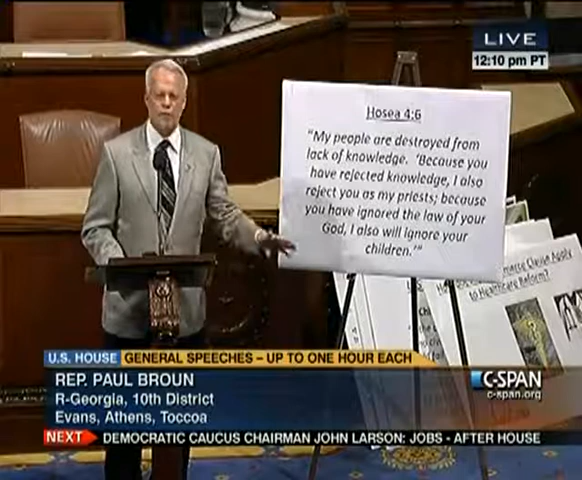 LIVE
12:10 pm PT
Hosea 4:6
"My people are destroyed from
lack of knowledge. 'Because you
have rejected knowledge, I also
reject you as my priests; because
you have ignored the law of your
God, I also will ignore your
children.'"
Clause Apply
to Healthcare Reform?
U.S. HOUSE GENERAL SPEECHES – UP TO ONE HOUR EACH
REP. PAUL BROUN
R-Georgia, 10th District
Evans, Athens, Toccoa
C-SPAN
c-span.org
NEXT DEMOCRATIC CAUCUS CHAIRMAN JOHN LARSON: JOBS - AFTER HOUSE